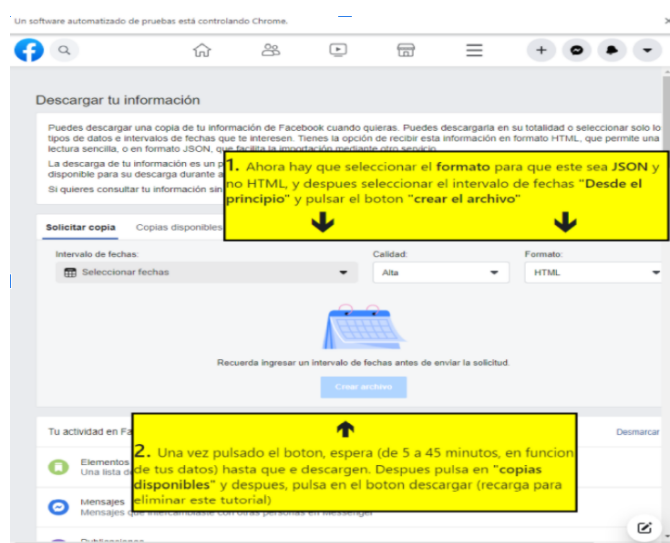 Un software automatizado de pruebas está controlando Chrome.
Descargar tu información
Puedes descargar una copia de tu información de Facebook cuando quieras. Puedes descargarla en su totalidad o seleccionar solo lo
tipos de datos e intervalos de fechas que te interesen. Tienes la opción de recibir esta información en formato HTML, que permite una
lectura sencilla, o en formato JSON, que facilita la importación mediante otro servicio.
La descarga de tu información es un p
disponible para su descarga durante a
Si quieres consultar tu información sin
1. Ahora hay que seleccionar el formato para que este sea JSON y
no HTML, y despues seleccionar el intervalo de fechas "Desde el
principio" y pulsar el boton "crear el archivo"
Solicitar copia Copias disponibles
Intervalo de fechas: Calidad: Formato:
Seleccionar fechas Alta HTML
Recuerda ingresar un intervalo de fechas antes de enviar la solicitud.
Crear archivo
Tu actividad en Fa Desmarcar
2. Una vez pulsado el boton, espera (de 5 a 45 minutos, en funcion
de tus datos) hasta que e descargen. Despues pulsa en "copias
disponibles" y despues, pulsa en el boton descargar (recarga para
eliminar este tutorial)
Elementos
Una lista de
Mensajes
Mensajes que intercambiaste con otras personas en Messenger